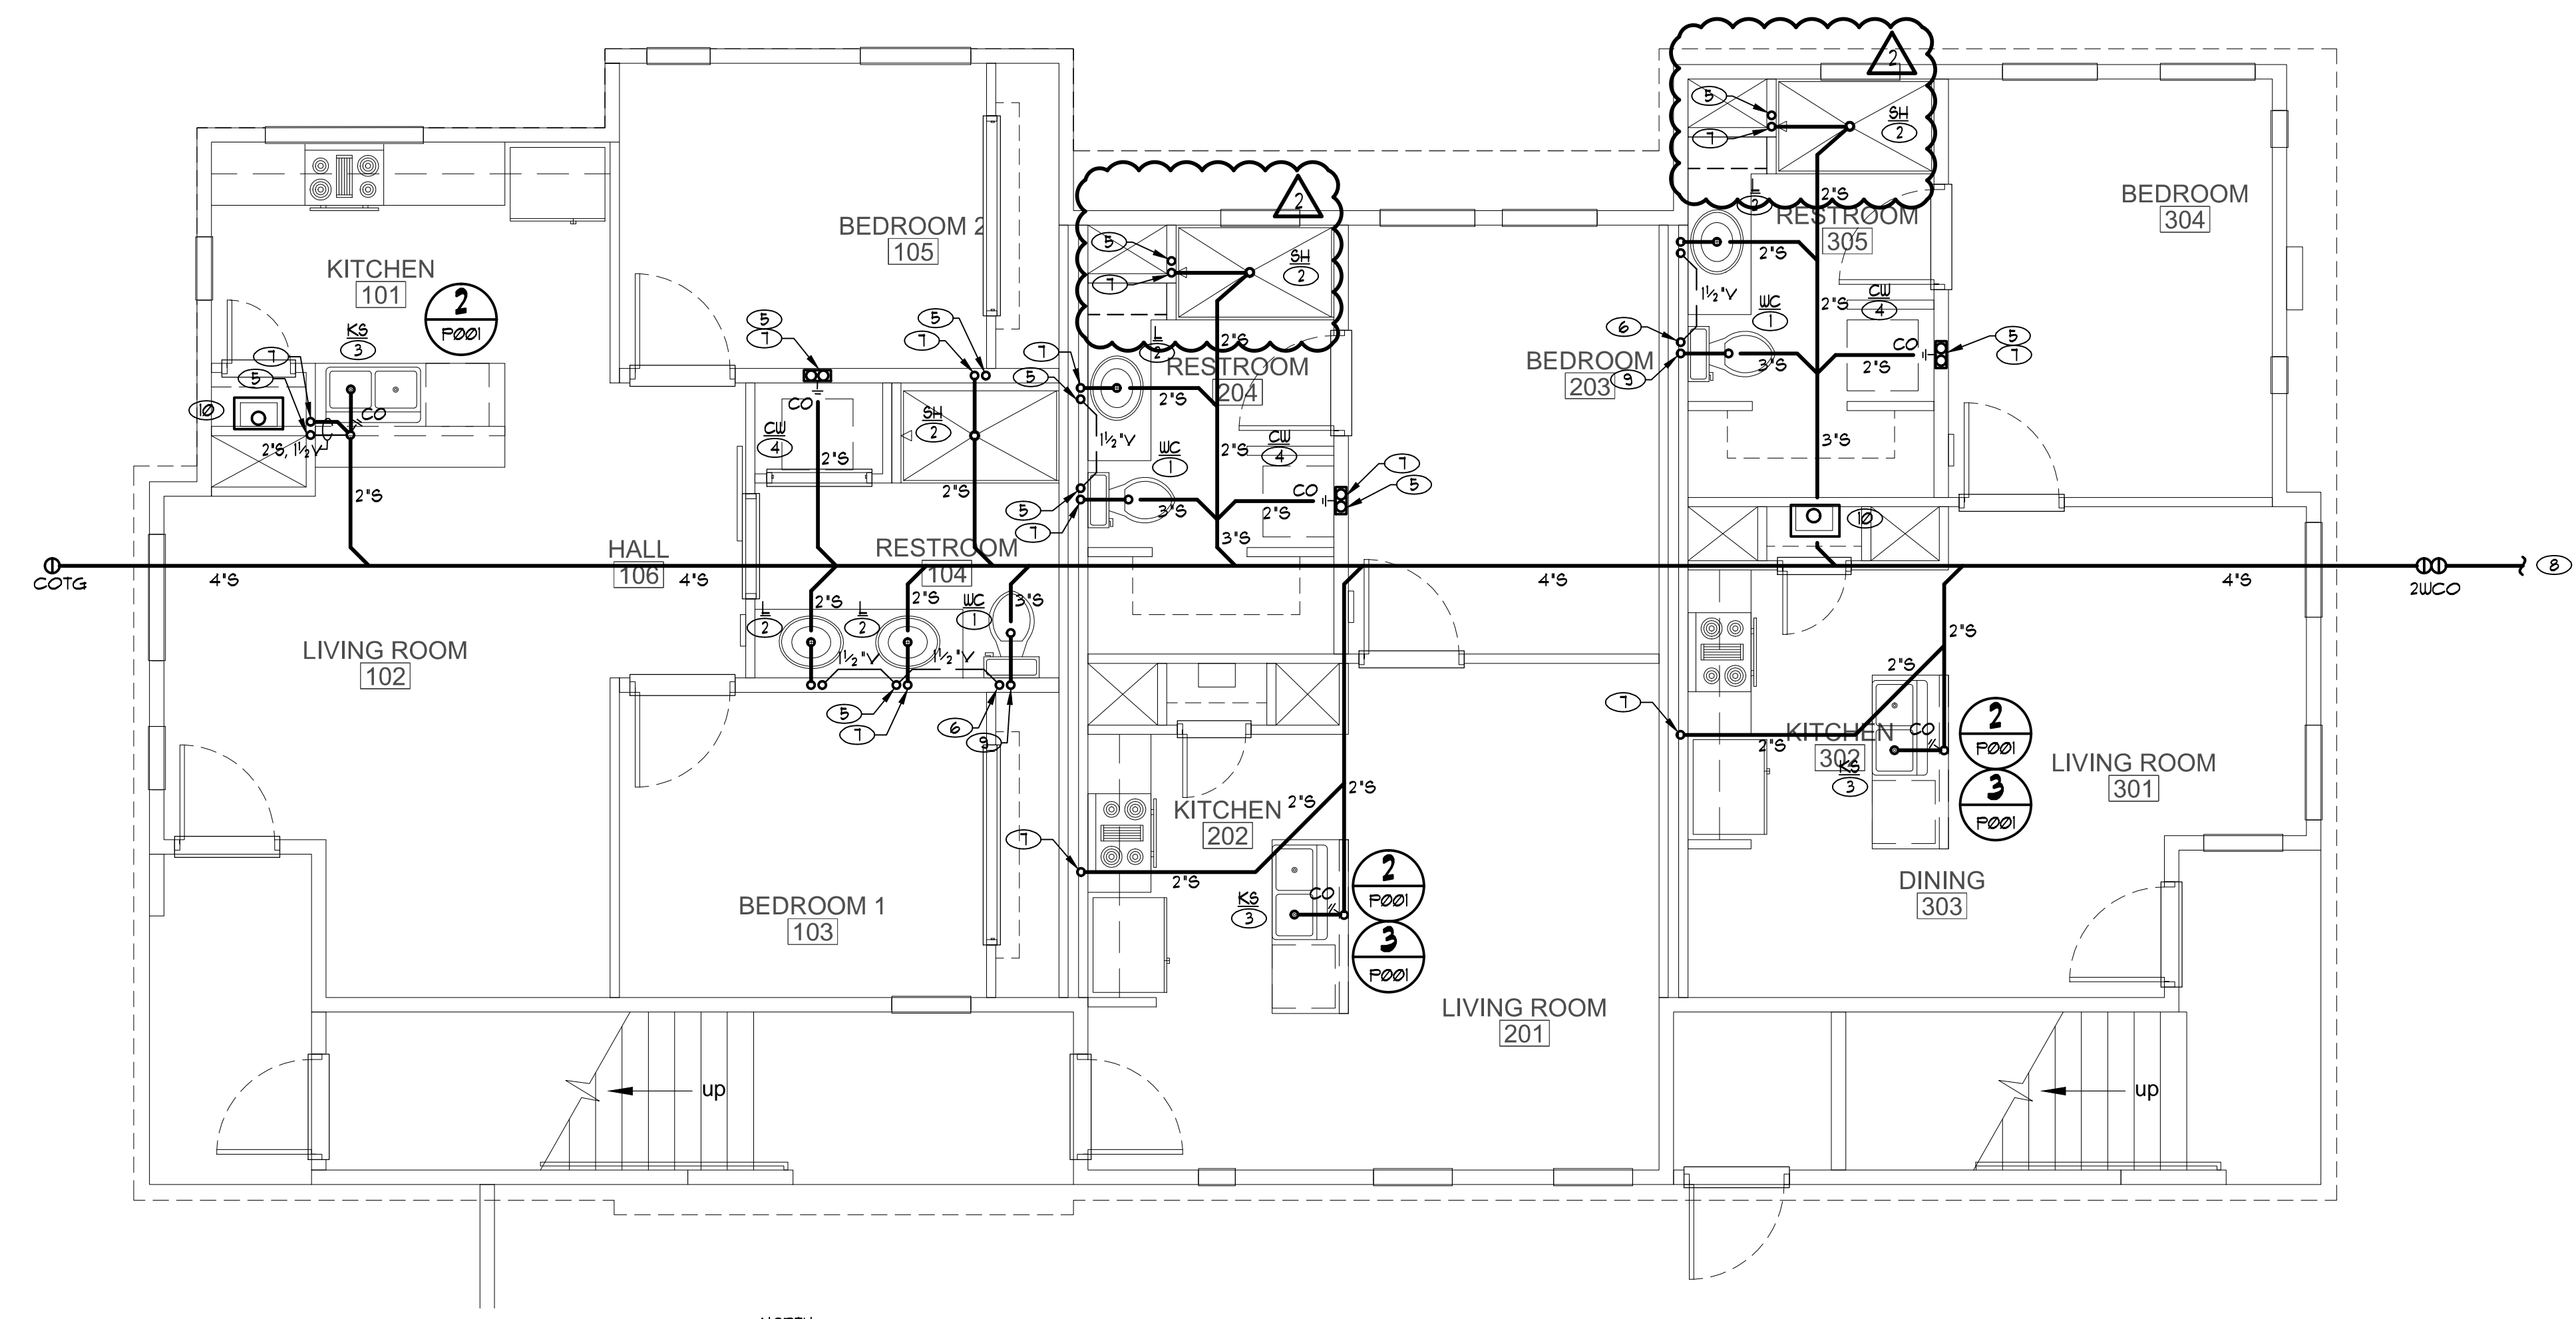 2
5
SH
2
7
2"S
L
2
RESTROOM
305
BEDROOM
304
2"S
2"S
1½"V
CW
4
WC
1
6
CO
5
7
9
3"S
2"S
3"S
10
2
5
SH
2
7
2"S
L
2
RESTROOM
204
BEDROOM
203
7
5
2"S
1½"V
2"S
CW
4
WC
1
7
5
CO
5
7
3"S
2"S
3"S
BEDROOM 2
105
KITCHEN
101
2
P001
KS
3
7
5
10
CO
2"S, 1½"V
2"S
5
7
5
7
CO
CW
4
SH
2
2"S
2"S
HALL
106
RESTROOM
104
COTG
4"S
4"S
4"S
4"S
2WCO
8
L
2
2"S
L
2
2"S
WC
1
3"S
1½"V
1½"V
5
7
6
9
LIVING ROOM
102
BEDROOM 1
103
2"S
2"S
7
2"S
KITCHEN
302
CO
KS
3
2
P001
3
P001
LIVING ROOM
301
DINING
303
2"S
2"S
7
2"S
KITCHEN
202
CO
KS
3
2
P001
3
P001
LIVING ROOM
201
up
up